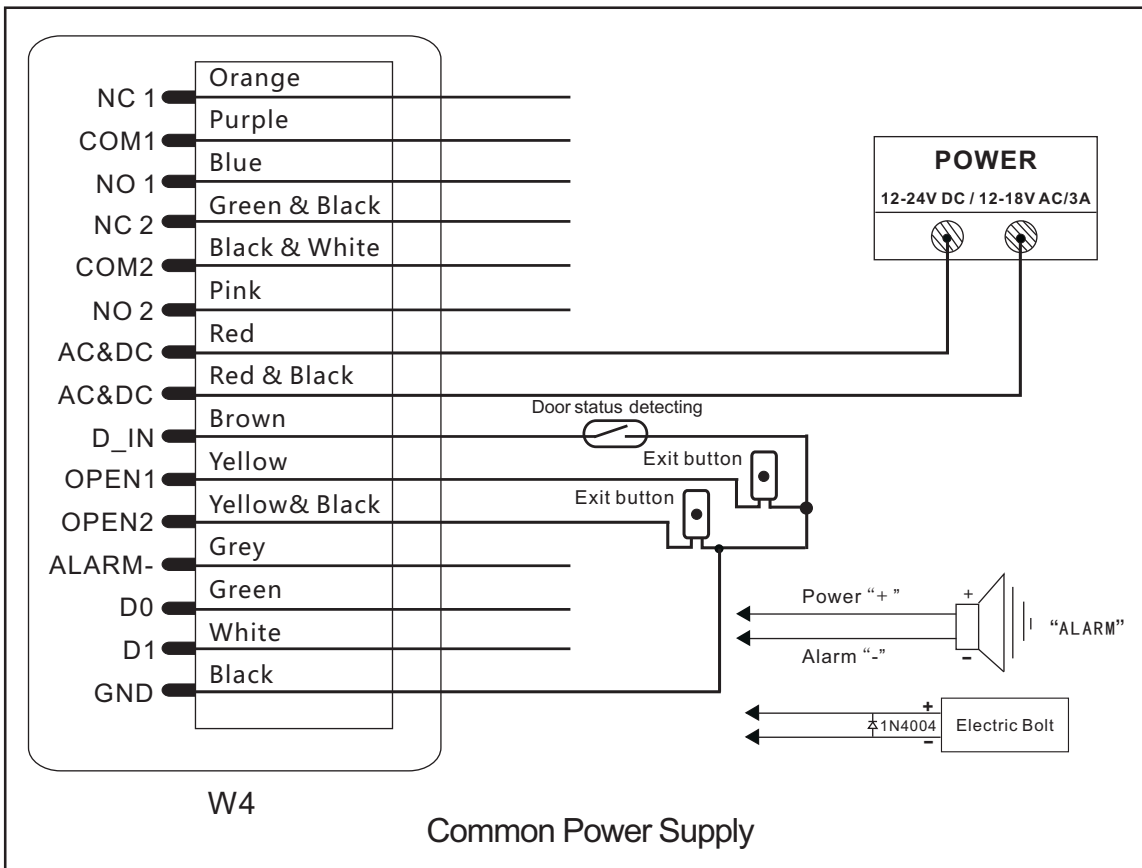 NC 1 Orange
COM1 Purple
NO 1 Blue
NC 2 Green & Black
COM2 Black & White
NO 2 Pink
AC&DC Red
AC&DC Red & Black
D_IN Brown
OPEN1 Yellow
OPEN2 Yellow& Black
ALARM- Grey
D0 Green
D1 White
GND Black
W4
POWER
12-24V DC / 12-18V AC/3A
Door status detecting
Exit button
Exit button
Power “+ ”
Alarm “-”
+
-
“ALARM”
+
1N4004
-
Electric Bolt
Common Power Supply